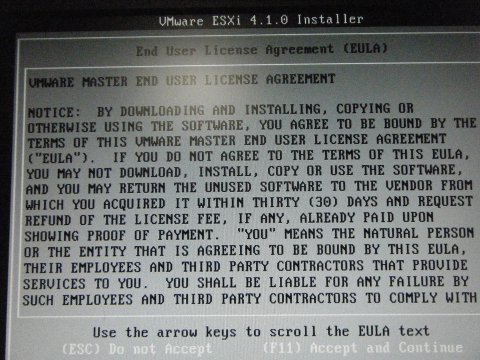 VMware ESXi 4.1.0 Installer
End User License Agreement (EULA)
VMWARE MASTER END USER LICENSE AGREEMENT
NOTICE:  BY DOWNLOADING AND INSTALLING, COPYING OR
OTHERWISE USING THE SOFTWARE, YOU AGREE TO BE BOUND BY THE
TERMS OF THIS VMWARE MASTER END USER LICENSE AGREEMENT
("EULA").  IF YOU DO NOT AGREE TO THE TERMS OF THIS EULA,
YOU MAY NOT DOWNLOAD, INSTALL, COPY OR USE THE SOFTWARE,
AND YOU MAY RETURN THE UNUSED SOFTWARE TO THE VENDOR FROM
WHICH YOU ACQUIRED IT WITHIN THIRTY (30) DAYS AND REQUEST
REFUND OF THE LICENSE FEE, IF ANY, ALREADY PAID UPON
SHOWING PROOF OF PAYMENT.  "YOU" MEANS THE NATURAL PERSON
OR THE ENTITY THAT IS AGREEING TO BE BOUND BY THIS EULA,
THEIR EMPLOYEES AND THIRD PARTY CONTRACTORS THAT PROVIDE
SERVICES TO YOU.  YOU SHALL BE LIABLE FOR ANY FAILURE BY
SUCH EMPLOYEES AND THIRD PARTY CONTRACTORS TO COMPLY WITH
Use the arrow keys to scroll the EULA text
(ESC) Do not Accept    (F11) Accept and Continue